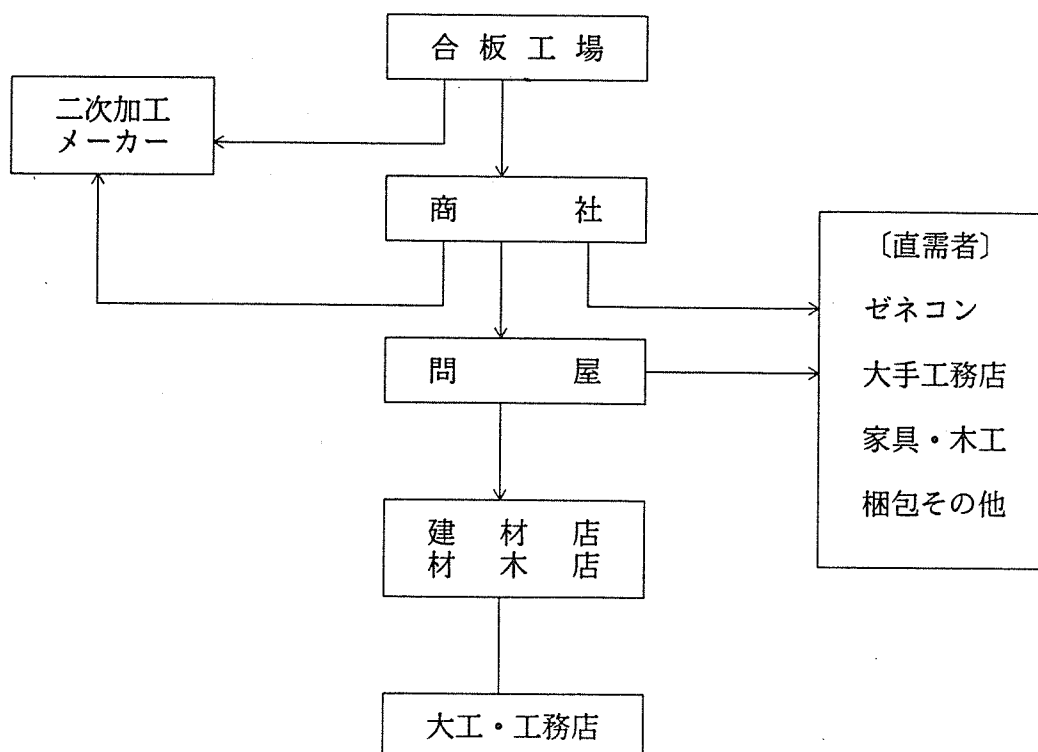 合板工場
二次加工
メーカー
商社
〔直需者〕
ゼネコン
問屋
大手工務店
家具・木工
梱包その他
建材店
材木店
大工・工務店